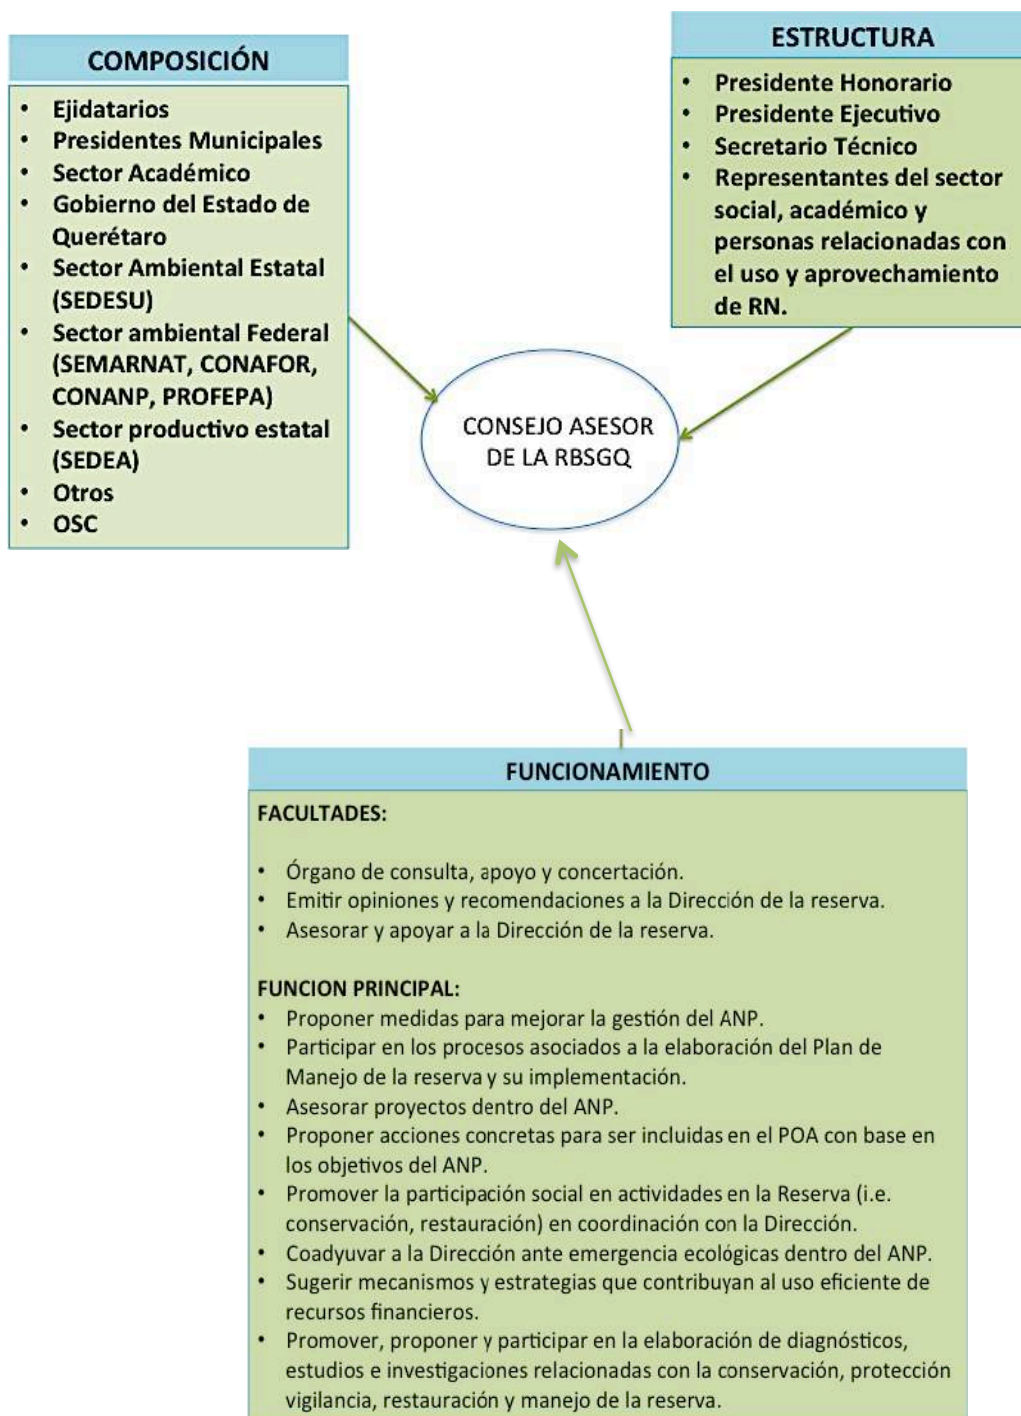 COMPOSICIÓN
• Ejidatarios
• Presidentes Municipales
• Sector Académico
• Gobierno del Estado de
Querétaro
• Sector Ambiental Estatal
(SEDESU)
• Sector ambiental Federal
(SEMARNAT, CONAFOR,
CONANP, PROFEPA)
• Sector productivo estatal
(SEDEA)
• Otros
• OSC
ESTRUCTURA
• Presidente Honorario
• Presidente Ejecutivo
• Secretario Técnico
• Representantes del sector
social, académico y
personas relacionadas con
el uso y aprovechamiento
de RN.
CONSEJO ASESOR
DE LA RBSGQ
FUNCIONAMIENTO
FACULTADES:
• Órgano de consulta, apoyo y concertación.
• Emitir opiniones y recomendaciones a la Dirección de la reserva.
• Asesorar y apoyar a la Dirección de la reserva.
FUNCION PRINCIPAL:
• Proponer medidas para mejorar la gestión del ANP.
• Participar en los procesos asociados a la elaboración del Plan de
Manejo de la reserva y su implementación.
• Asesorar proyectos dentro del ANP.
• Proponer acciones concretas para ser incluidas en el POA con base en
los objetivos del ANP.
• Promover la participación social en actividades en la Reserva (i.e.
conservación, restauración) en coordinación con la Dirección.
• Coadyuvar a la Dirección ante emergencia ecológicas dentro del ANP.
• Sugerir mecanismos y estrategias que contribuyan al uso eficiente de
recursos financieros.
• Promover, proponer y participar en la elaboración de diagnósticos,
estudios e investigaciones relacionadas con la conservación, protección
vigilancia, restauración y manejo de la reserva.